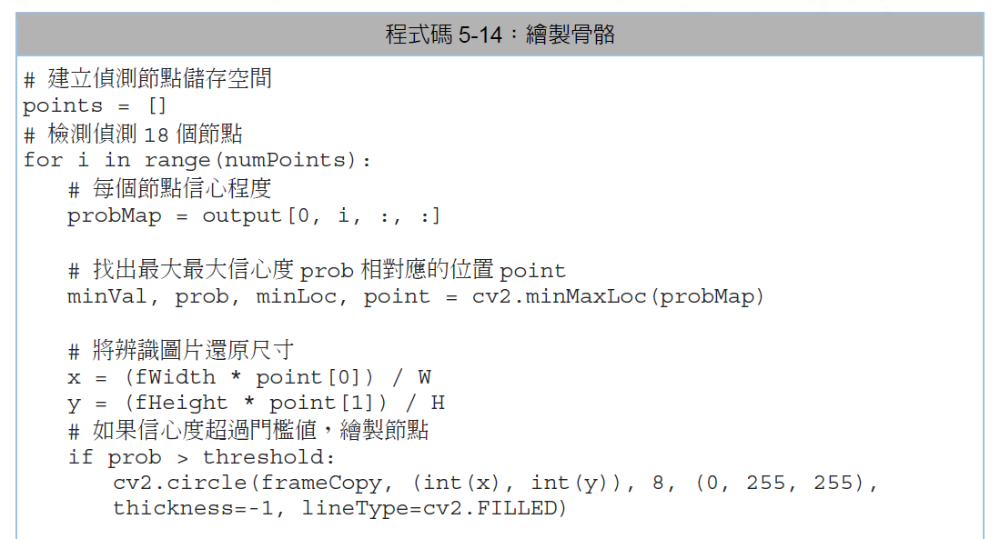 程式碼 5-14：繪製骨骼
# 建立偵測節點儲存空間
points = []
# 檢測偵測 18 個節點
for i in range(numPoints):
# 每個節點信心程度
probMap = output[0, i, :, :]
# 找出最大最大信心度 prob 相對應的位置 point
minVal, prob, minLoc, point = cv2.minMaxLoc(probMap)
# 將辨識圖片還原尺寸
x = (fWidth * point[0]) / W
y = (fHeight * point[1]) / H
# 如果信心度超過門檻值，繪製節點
if prob > threshold:
cv2.circle(frameCopy, (int(x), int(y)), 8, (0, 255, 255),
thickness=-1, lineType=cv2.FILLED)